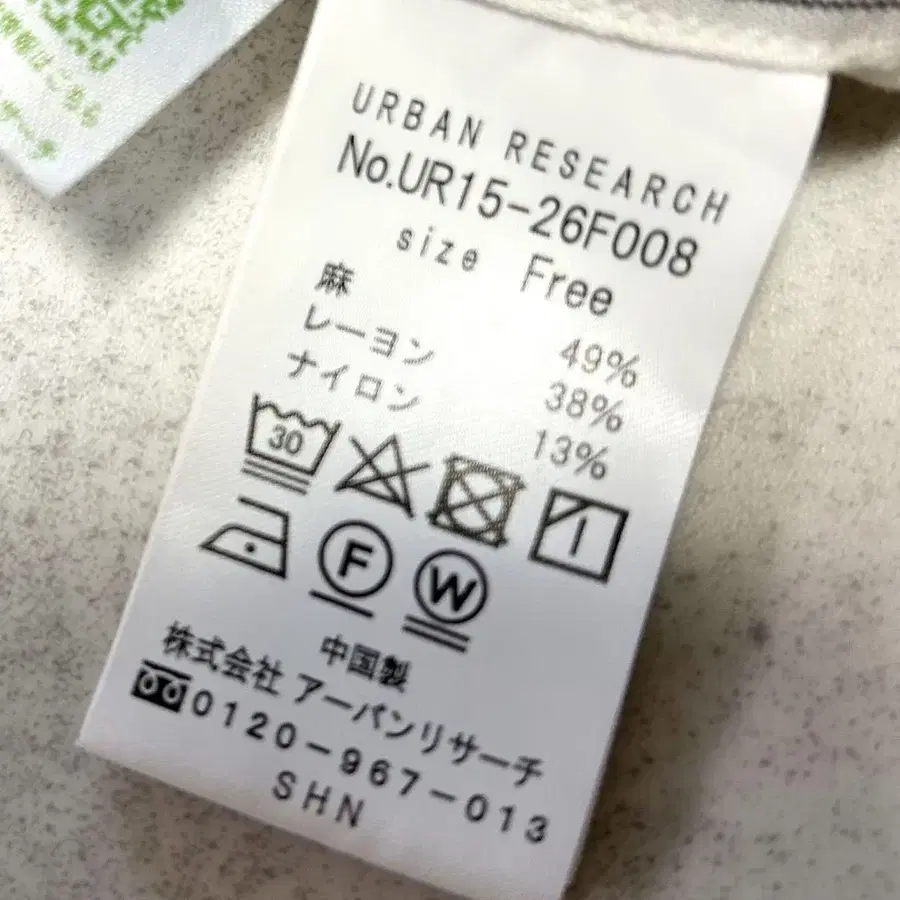 URBAN RESEARCH
No.UR15-26F008
size Free
麻 49%
レーヨン 38%
ナイロン 13%
30
F W
中国製
株式会社 アーバンリサーチ
0120-967-013
SHN